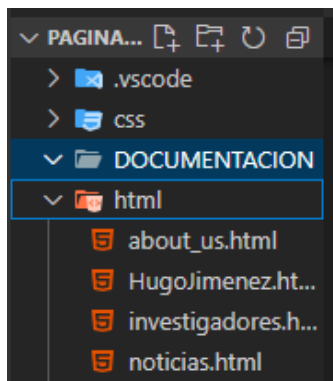 PAGINA...
.vscode
css
DOCUMENTACION
html
about_us.html
HugoJimenez.ht...
investigadores.h...
noticias.html